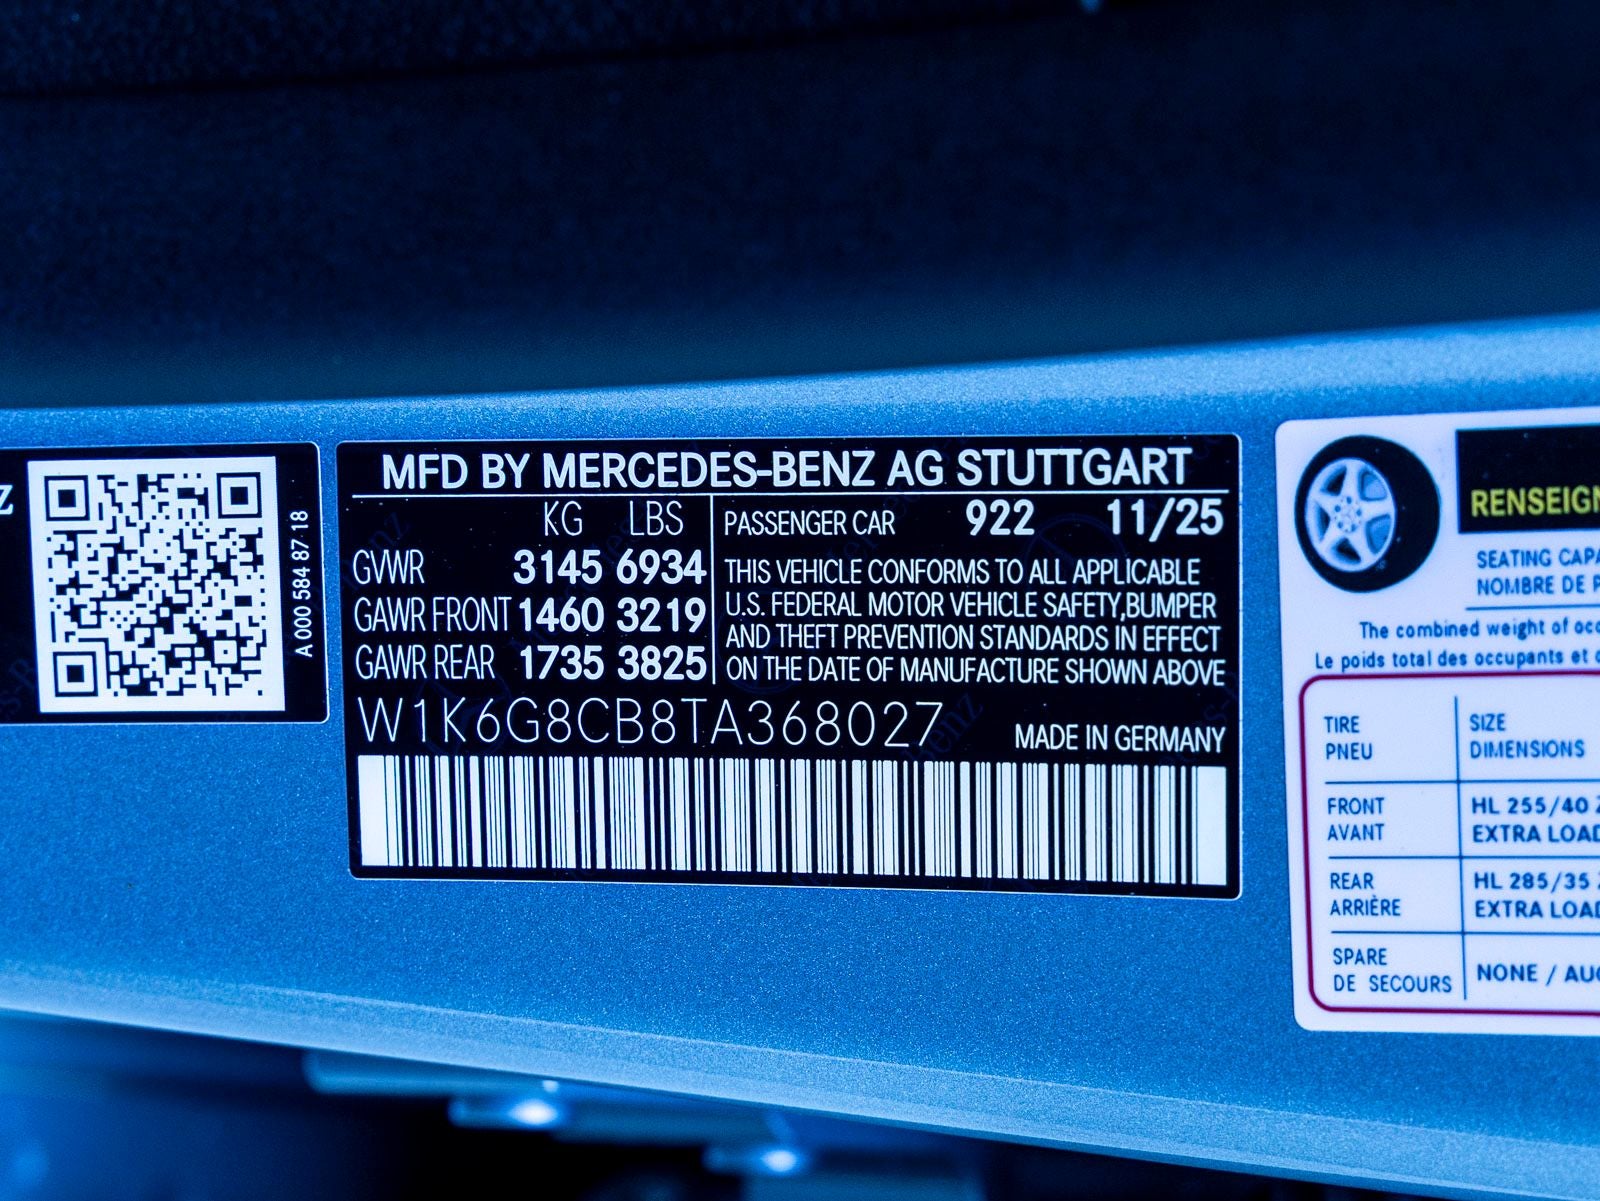 Z
A 000 584 87 18
MFD BY MERCEDES-BENZ AG STUTTGART
KG LBS
GVWR 3145 6934
GAWR FRONT 1460 3219
GAWR REAR 1735 3825
PASSENGER CAR 922 11/25
THIS VEHICLE CONFORMS TO ALL APPLICABLE
U.S. FEDERAL MOTOR VEHICLE SAFETY,BUMPER
AND THEFT PREVENTION STANDARDS IN EFFECT
ON THE DATE OF MANUFACTURE SHOWN ABOVE
W1K6G8CB8TA368027
MADE IN GERMANY
RENSEIGN
SEATING CAPA
NOMBRE DE P
The combined weight of occ
Le poids total des occupants et
TIRE SIZE
PNEU DIMENSIONS
FRONT HL 255/40
AVANT EXTRA LOAD
REAR HL 285/35
ARRIÈRE EXTRA LOAD
SPARE
DE SECOURS NONE / AUC